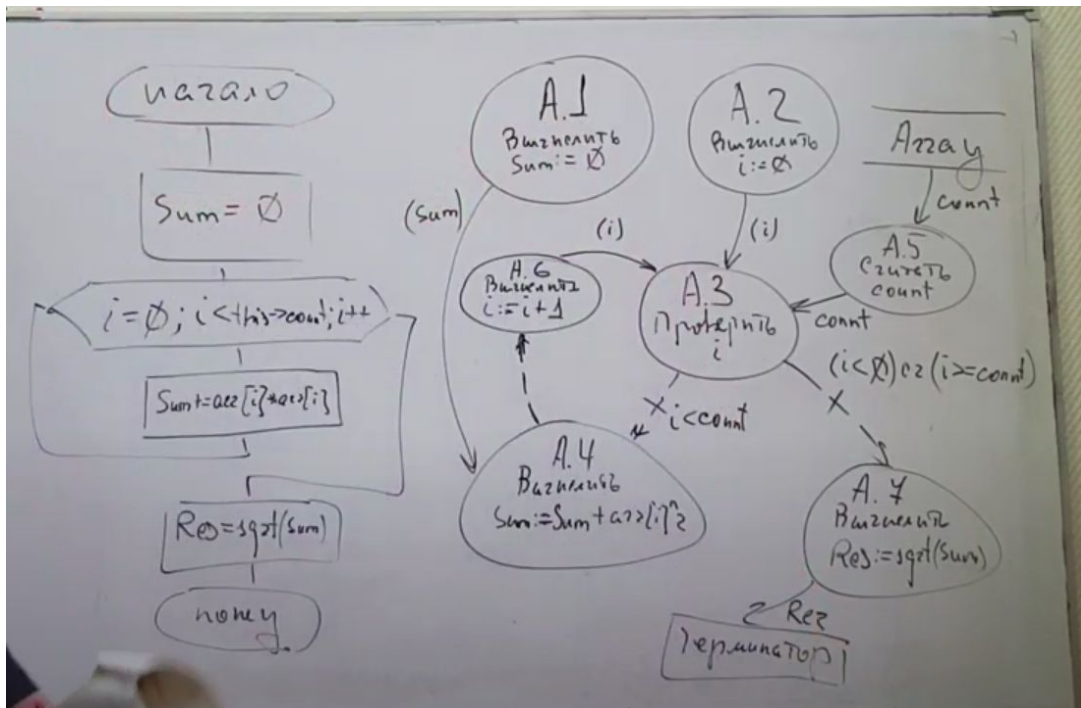 начало
Sum = 0
i=0; i<this->count; i++
Sum+=arr[i]*arr[i]
Res=sqrt(Sum)
конец
A.1
Вычислить
Sum:=0
A.2
Вычислить
i:=0
Array
count
(sum)
(i)
(i)
A.5
Считать
count
count
A.6
Вычислить
i:=i+1
A.3
Проверить
i
i<count
(i<0)or(i>=count)
A.4
Вычислить
Sum:=Sum+arr[i]^2
A.7
Вычислить
Res:=sqrt(Sum)
Rez
Терминатор